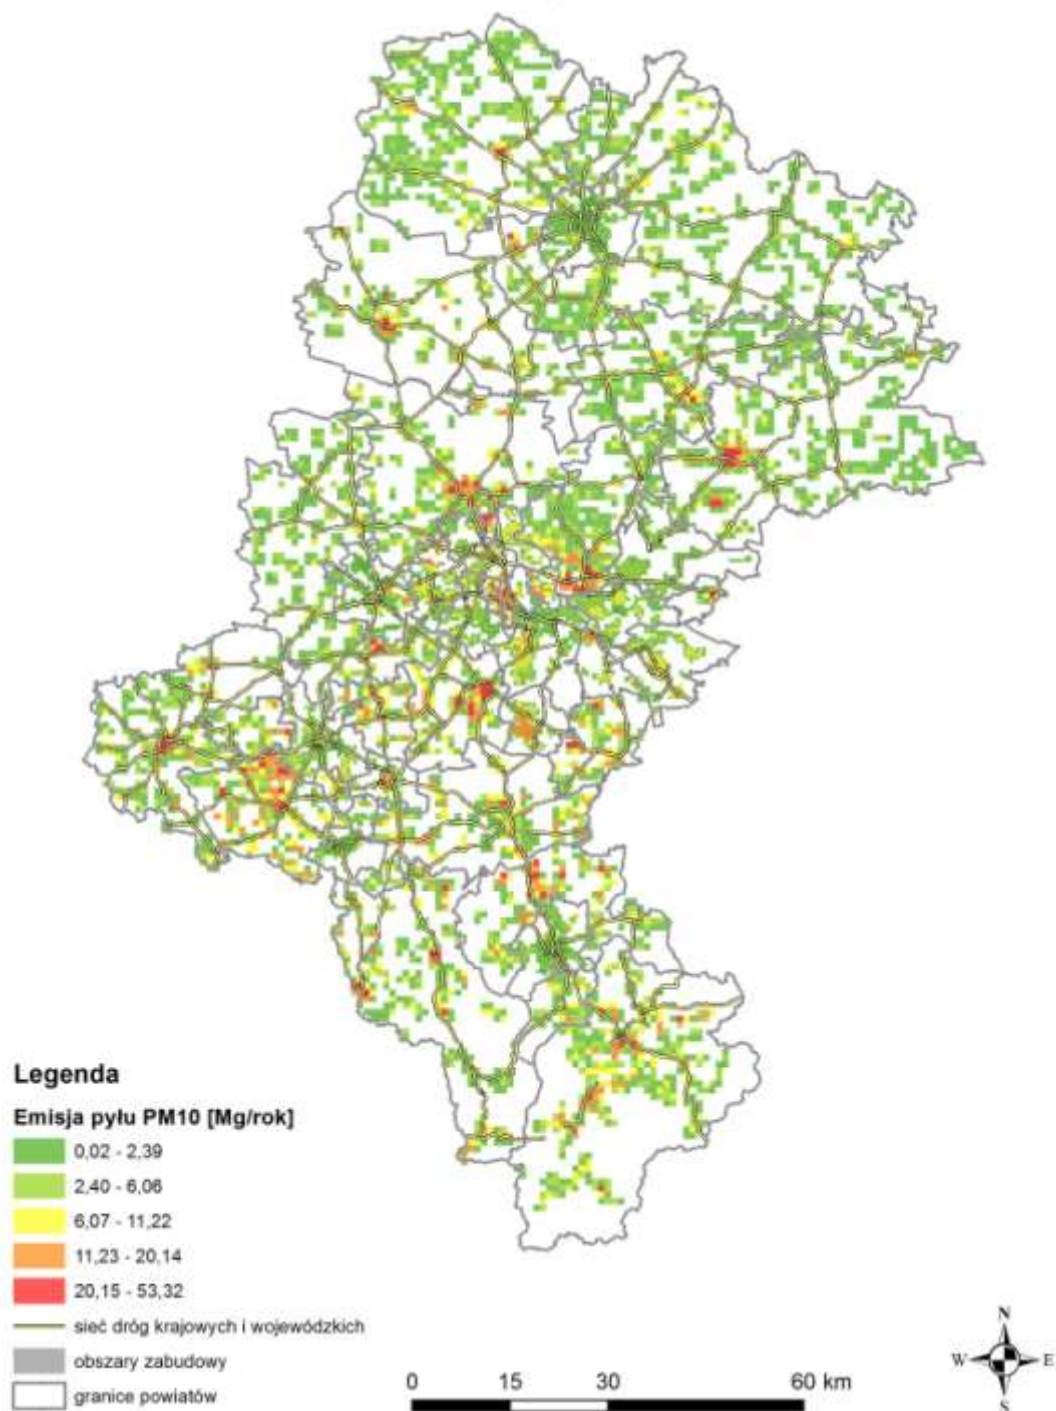 Legenda
Emisja pyłu PM10 [Mg/rok]
0,02 - 2,39
2,40 - 6,06
6,07 - 11,22
11,23 - 20,14
20,15 - 53,32
sieć dróg krajowych i wojewódzkich
obszary zabudowy
granice powiatów
0 15 30 60 km
N
W E
S